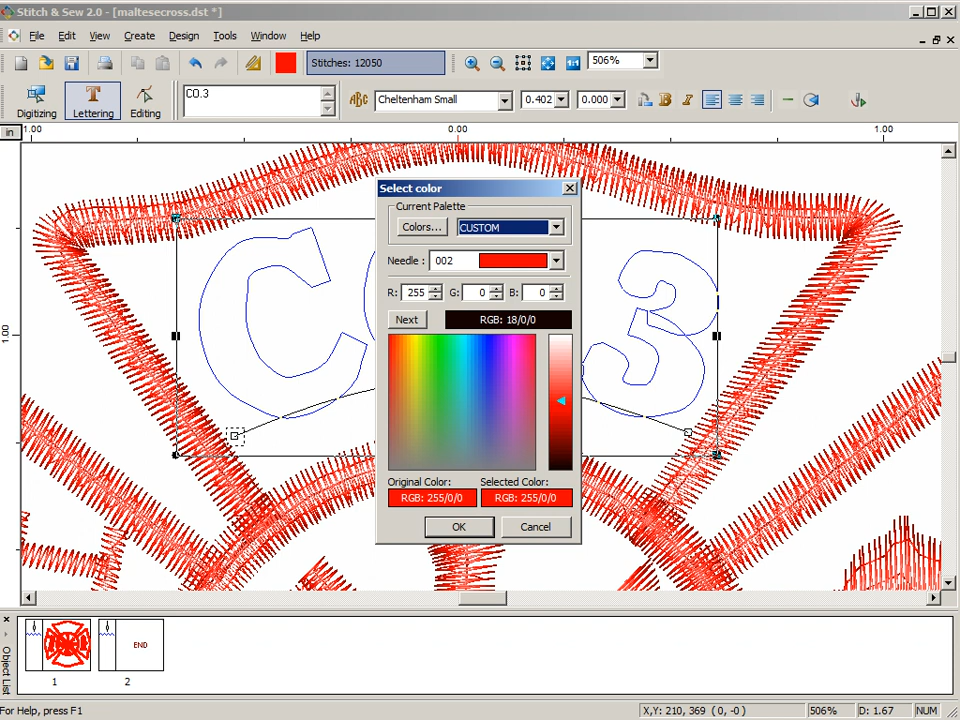 Stitch & Sew 2.0 - [maltesecross.dst *]
File Edit View Create Design Tools Window Help
Stitches: 12050
506%
Digitizing
Lettering
Editing
CO.3
ABC
Cheltenham Small
0.402
0.000
in
1.00
0.00
1.00
1.00
CO.3
Select color
Current Palette
Colors...
CUSTOM
Needle :
002
R: 255 G: 0 B: 0
Next
RGB: 18/0/0
Original Color:
Selected Color:
RGB: 255/0/0
RGB: 255/0/0
OK
Cancel
Object List
END
1
2
For Help, press F1
X,Y: 210, 369 ( 0, -0 )
506%
D: 1.67
NUM